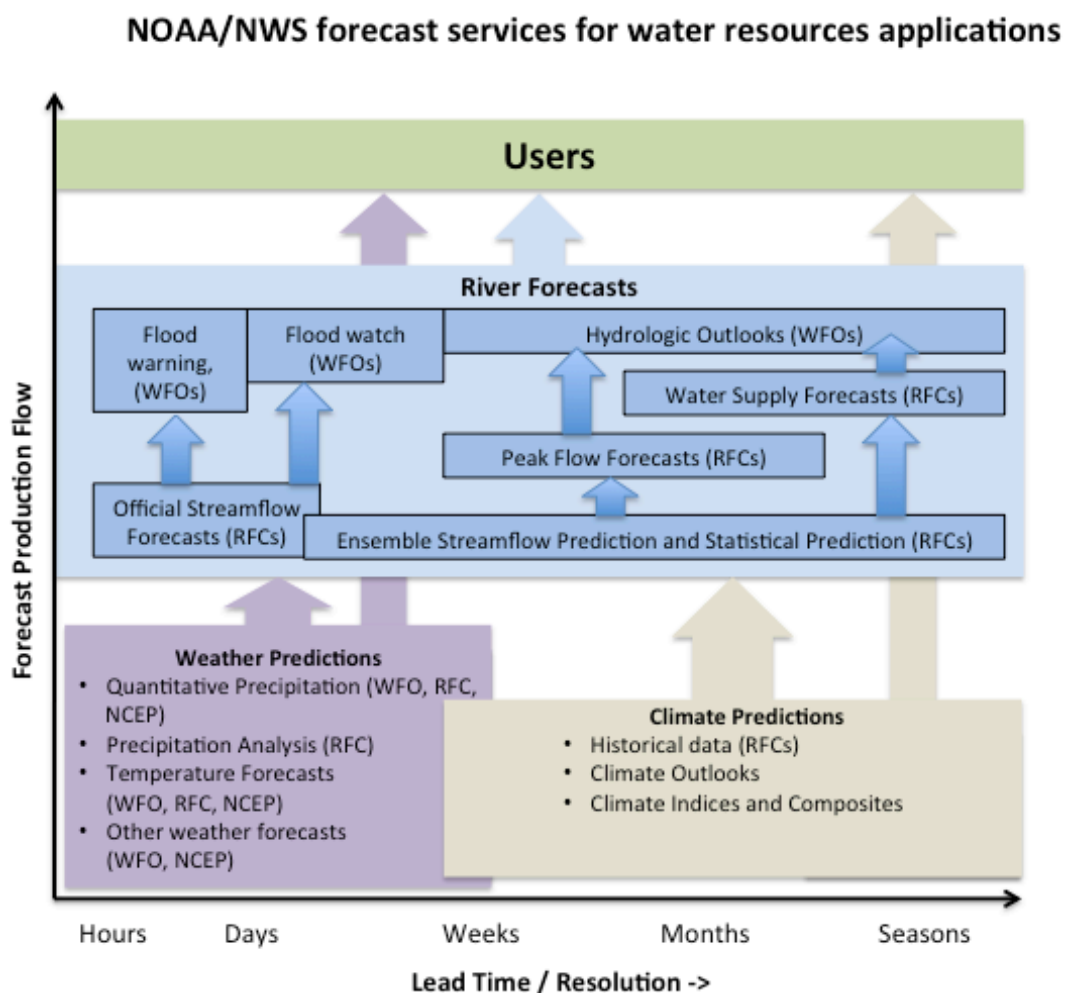 NOAA/NWS forecast services for water resources applications
Users
River Forecasts
Flood
warning,
(WFOs)
Flood watch
(WFOs)
Hydrologic Outlooks (WFOs)
Water Supply Forecasts (RFCs)
Peak Flow Forecasts (RFCs)
Official Streamflow
Forecasts (RFCs)
Ensemble Streamflow Prediction and Statistical Prediction (RFCs)
Weather Predictions
• Quantitative Precipitation (WFO, RFC,
NCEP)
• Precipitation Analysis (RFC)
• Temperature Forecasts
(WFO, RFC, NCEP)
• Other weather forecasts
(WFO, NCEP)
Climate Predictions
• Historical data (RFCs)
• Climate Outlooks
• Climate Indices and Composites
Forecast Production Flow
Hours Days Weeks Months Seasons
Lead Time / Resolution ->